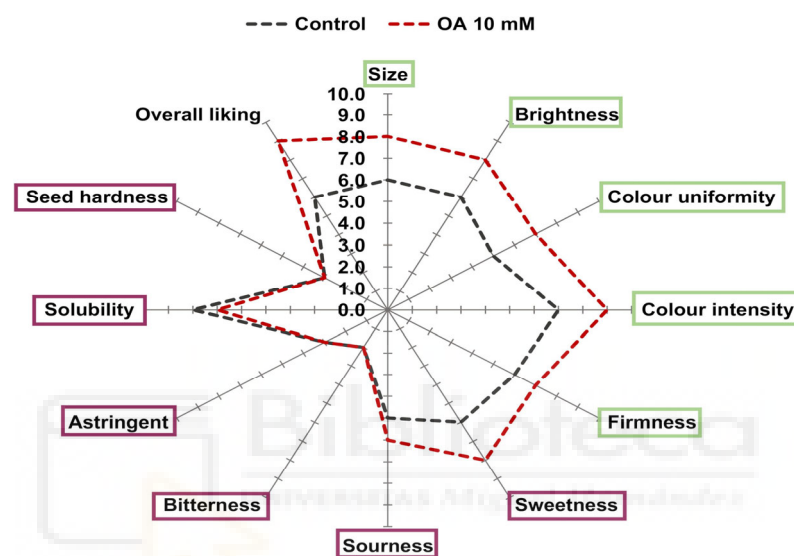 Control OA 10 mM
Size
10.0
9.0
8.0
7.0
6.0
5.0
4.0
3.0
2.0
1.0
0.0
Overall liking
Brightness
Seed hardness
Colour uniformity
Solubility
Colour intensity
Astringent
Firmness
Bitterness
Sweetness
Sourness
Biblioteca